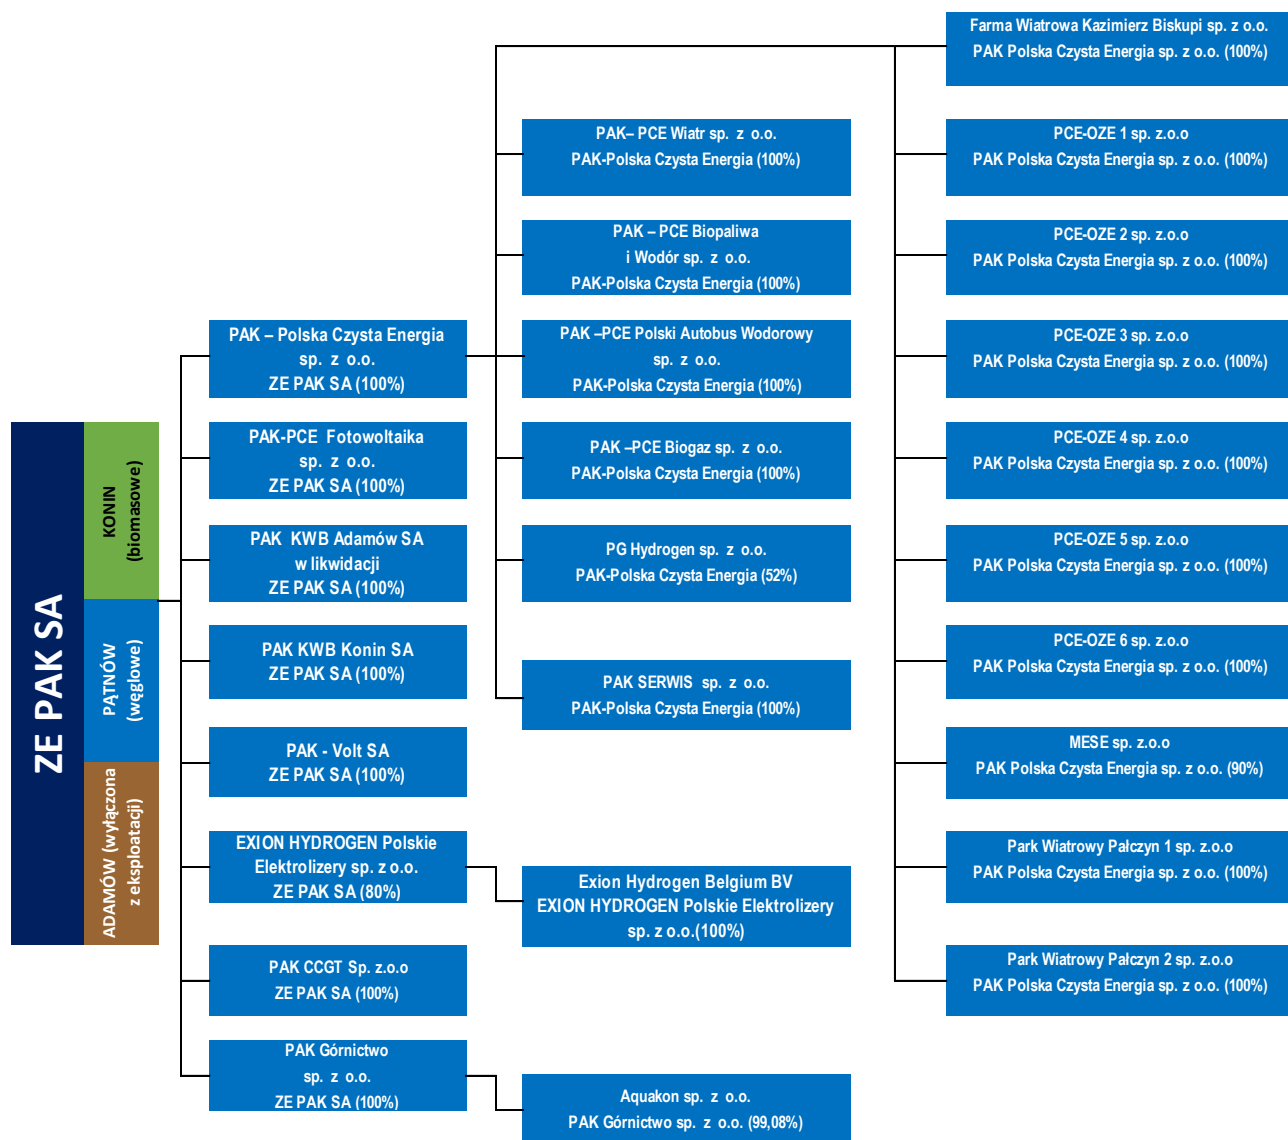 ZE PAK SA
KONIN
(biomasowe)
PĄTNÓW
(węglowe)
ADAMÓW (wyłączona
z eksploatacji)
PAK – Polska Czysta Energia
sp. z o.o.
ZE PAK SA (100%)
PAK-PCE Fotowoltaika
sp. z o.o.
ZE PAK SA (100%)
PAK KWB Adamów SA
w likwidacji
ZE PAK SA (100%)
PAK KWB Konin SA
ZE PAK SA (100%)
PAK - Volt SA
ZE PAK SA (100%)
EXION HYDROGEN Polskie
Elektrolizery sp. z o.o.
ZE PAK SA (80%)
PAK CCGT Sp. z.o.o
ZE PAK SA (100%)
PAK Górnictwo
sp. z o.o.
ZE PAK SA (100%)
PAK– PCE Wiatr sp. z o.o.
PAK-Polska Czysta Energia (100%)
PAK – PCE Biopaliwa
i Wodór sp. z o.o.
PAK-Polska Czysta Energia (100%)
PAK –PCE Polski Autobus Wodorowy
sp. z o.o.
PAK-Polska Czysta Energia (100%)
PAK –PCE Biogaz sp. z o.o.
PAK-Polska Czysta Energia (100%)
PG Hydrogen sp. z o.o.
PAK-Polska Czysta Energia (52%)
PAK SERWIS sp. z o.o.
PAK-Polska Czysta Energia (100%)
Exion Hydrogen Belgium BV
EXION HYDROGEN Polskie Elektrolizery
sp. z o.o.(100%)
Aquakon sp. z o.o.
PAK Górnictwo sp. z o.o. (99,08%)
Farma Wiatrowa Kazimierz Biskupi sp. z o.o.
PAK Polska Czysta Energia sp. z o.o. (100%)
PCE-OZE 1 sp. z.o.o
PAK Polska Czysta Energia sp. z o.o. (100%)
PCE-OZE 2 sp. z.o.o
PAK Polska Czysta Energia sp. z o.o. (100%)
PCE-OZE 3 sp. z.o.o
PAK Polska Czysta Energia sp. z o.o. (100%)
PCE-OZE 4 sp. z.o.o
PAK Polska Czysta Energia sp. z o.o. (100%)
PCE-OZE 5 sp. z.o.o
PAK Polska Czysta Energia sp. z o.o. (100%)
PCE-OZE 6 sp. z.o.o
PAK Polska Czysta Energia sp. z o.o. (100%)
MESE sp. z.o.o
PAK Polska Czysta Energia sp. z o.o. (90%)
Park Wiatrowy Pałczyn 1 sp. z.o.o
PAK Polska Czysta Energia sp. z o.o. (100%)
Park Wiatrowy Pałczyn 2 sp. z.o.o
PAK Polska Czysta Energia sp. z o.o. (100%)